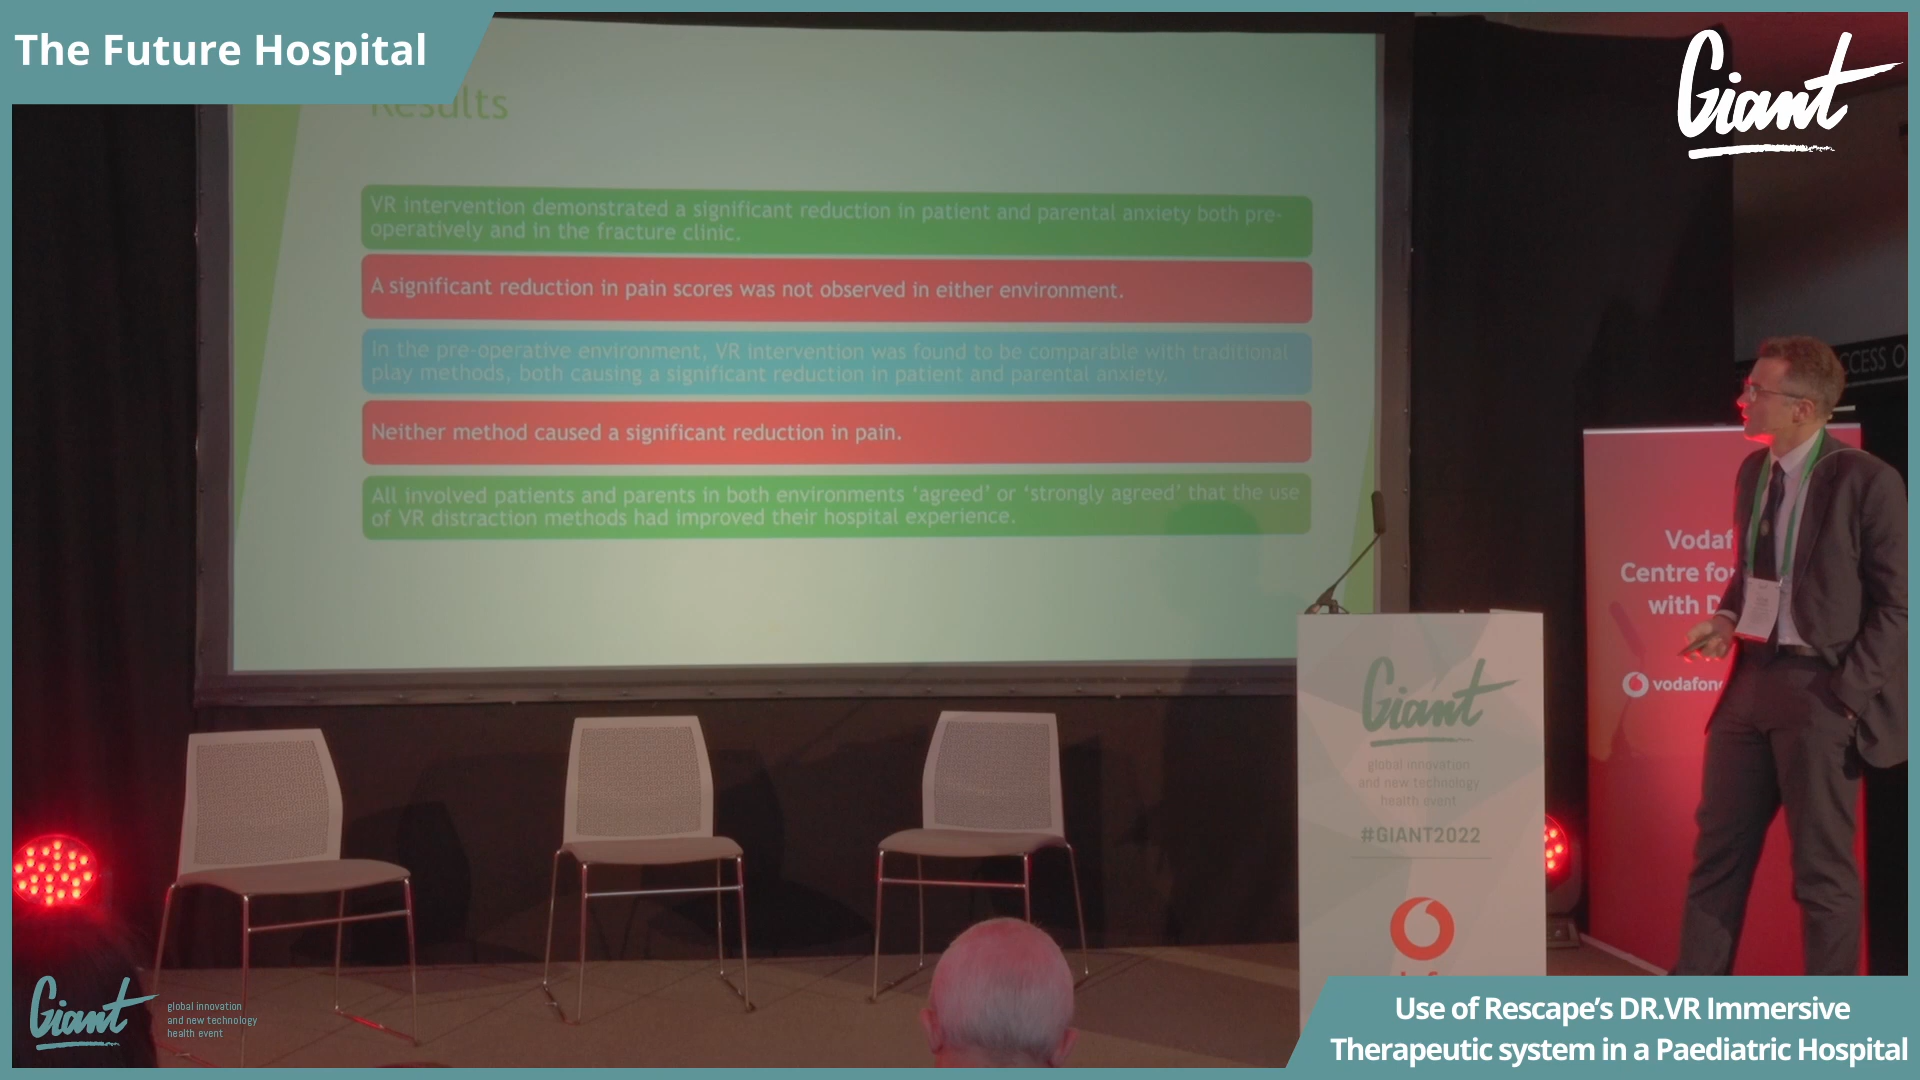 The Future Hospital
Giant
Results
VR intervention demonstrated a significant reduction in patient and parental anxiety both pre-
operatively and in the fracture clinic.
A significant reduction in pain scores was not observed in either environment.
In the pre-operative environment, VR intervention was found to be comparable with traditional
play methods, both causing a significant reduction in patient and parental anxiety.
Neither method caused a significant reduction in pain.
All involved patients and parents in both environments ‘agreed’ or ‘strongly agreed’ that the use
of VR distraction methods had improved their hospital experience.
CCESS O
Vodaf
Centre for
with D
vodafone
Giant
global innovation
and new technology
health event
#GIANT2022
Giant
global innovation
and new technology
health event
Use of Rescape’s DR.VR Immersive
Therapeutic system in a Paediatric Hospital